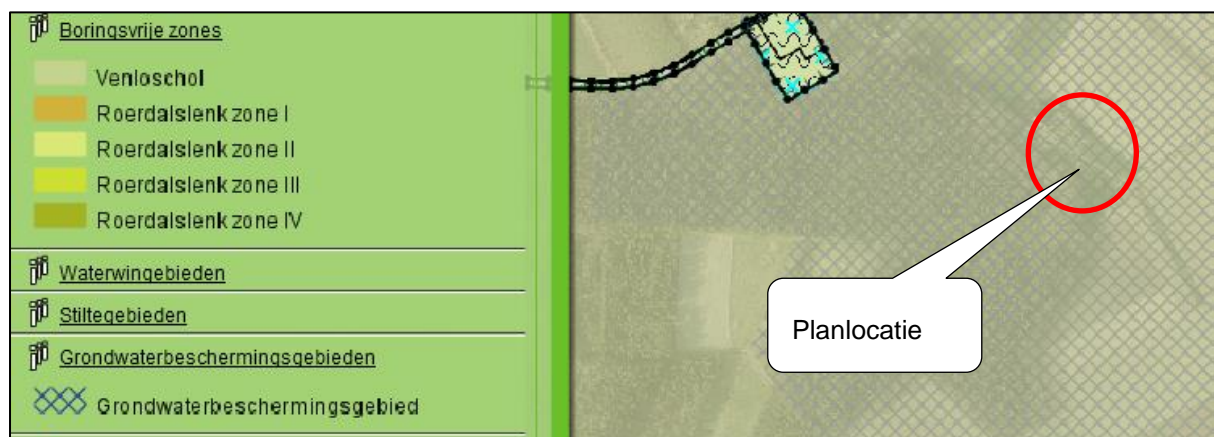 Boringsvrije zones
Venloschol
Roerdalslenk zone I
Roerdalslenk zone II
Roerdalslenk zone III
Roerdalslenk zone IV
Waterwingebieden
Stiltegebieden
Grondwaterbeschermingsgebieden
Grondwaterbeschermingsgebied
Planlocatie